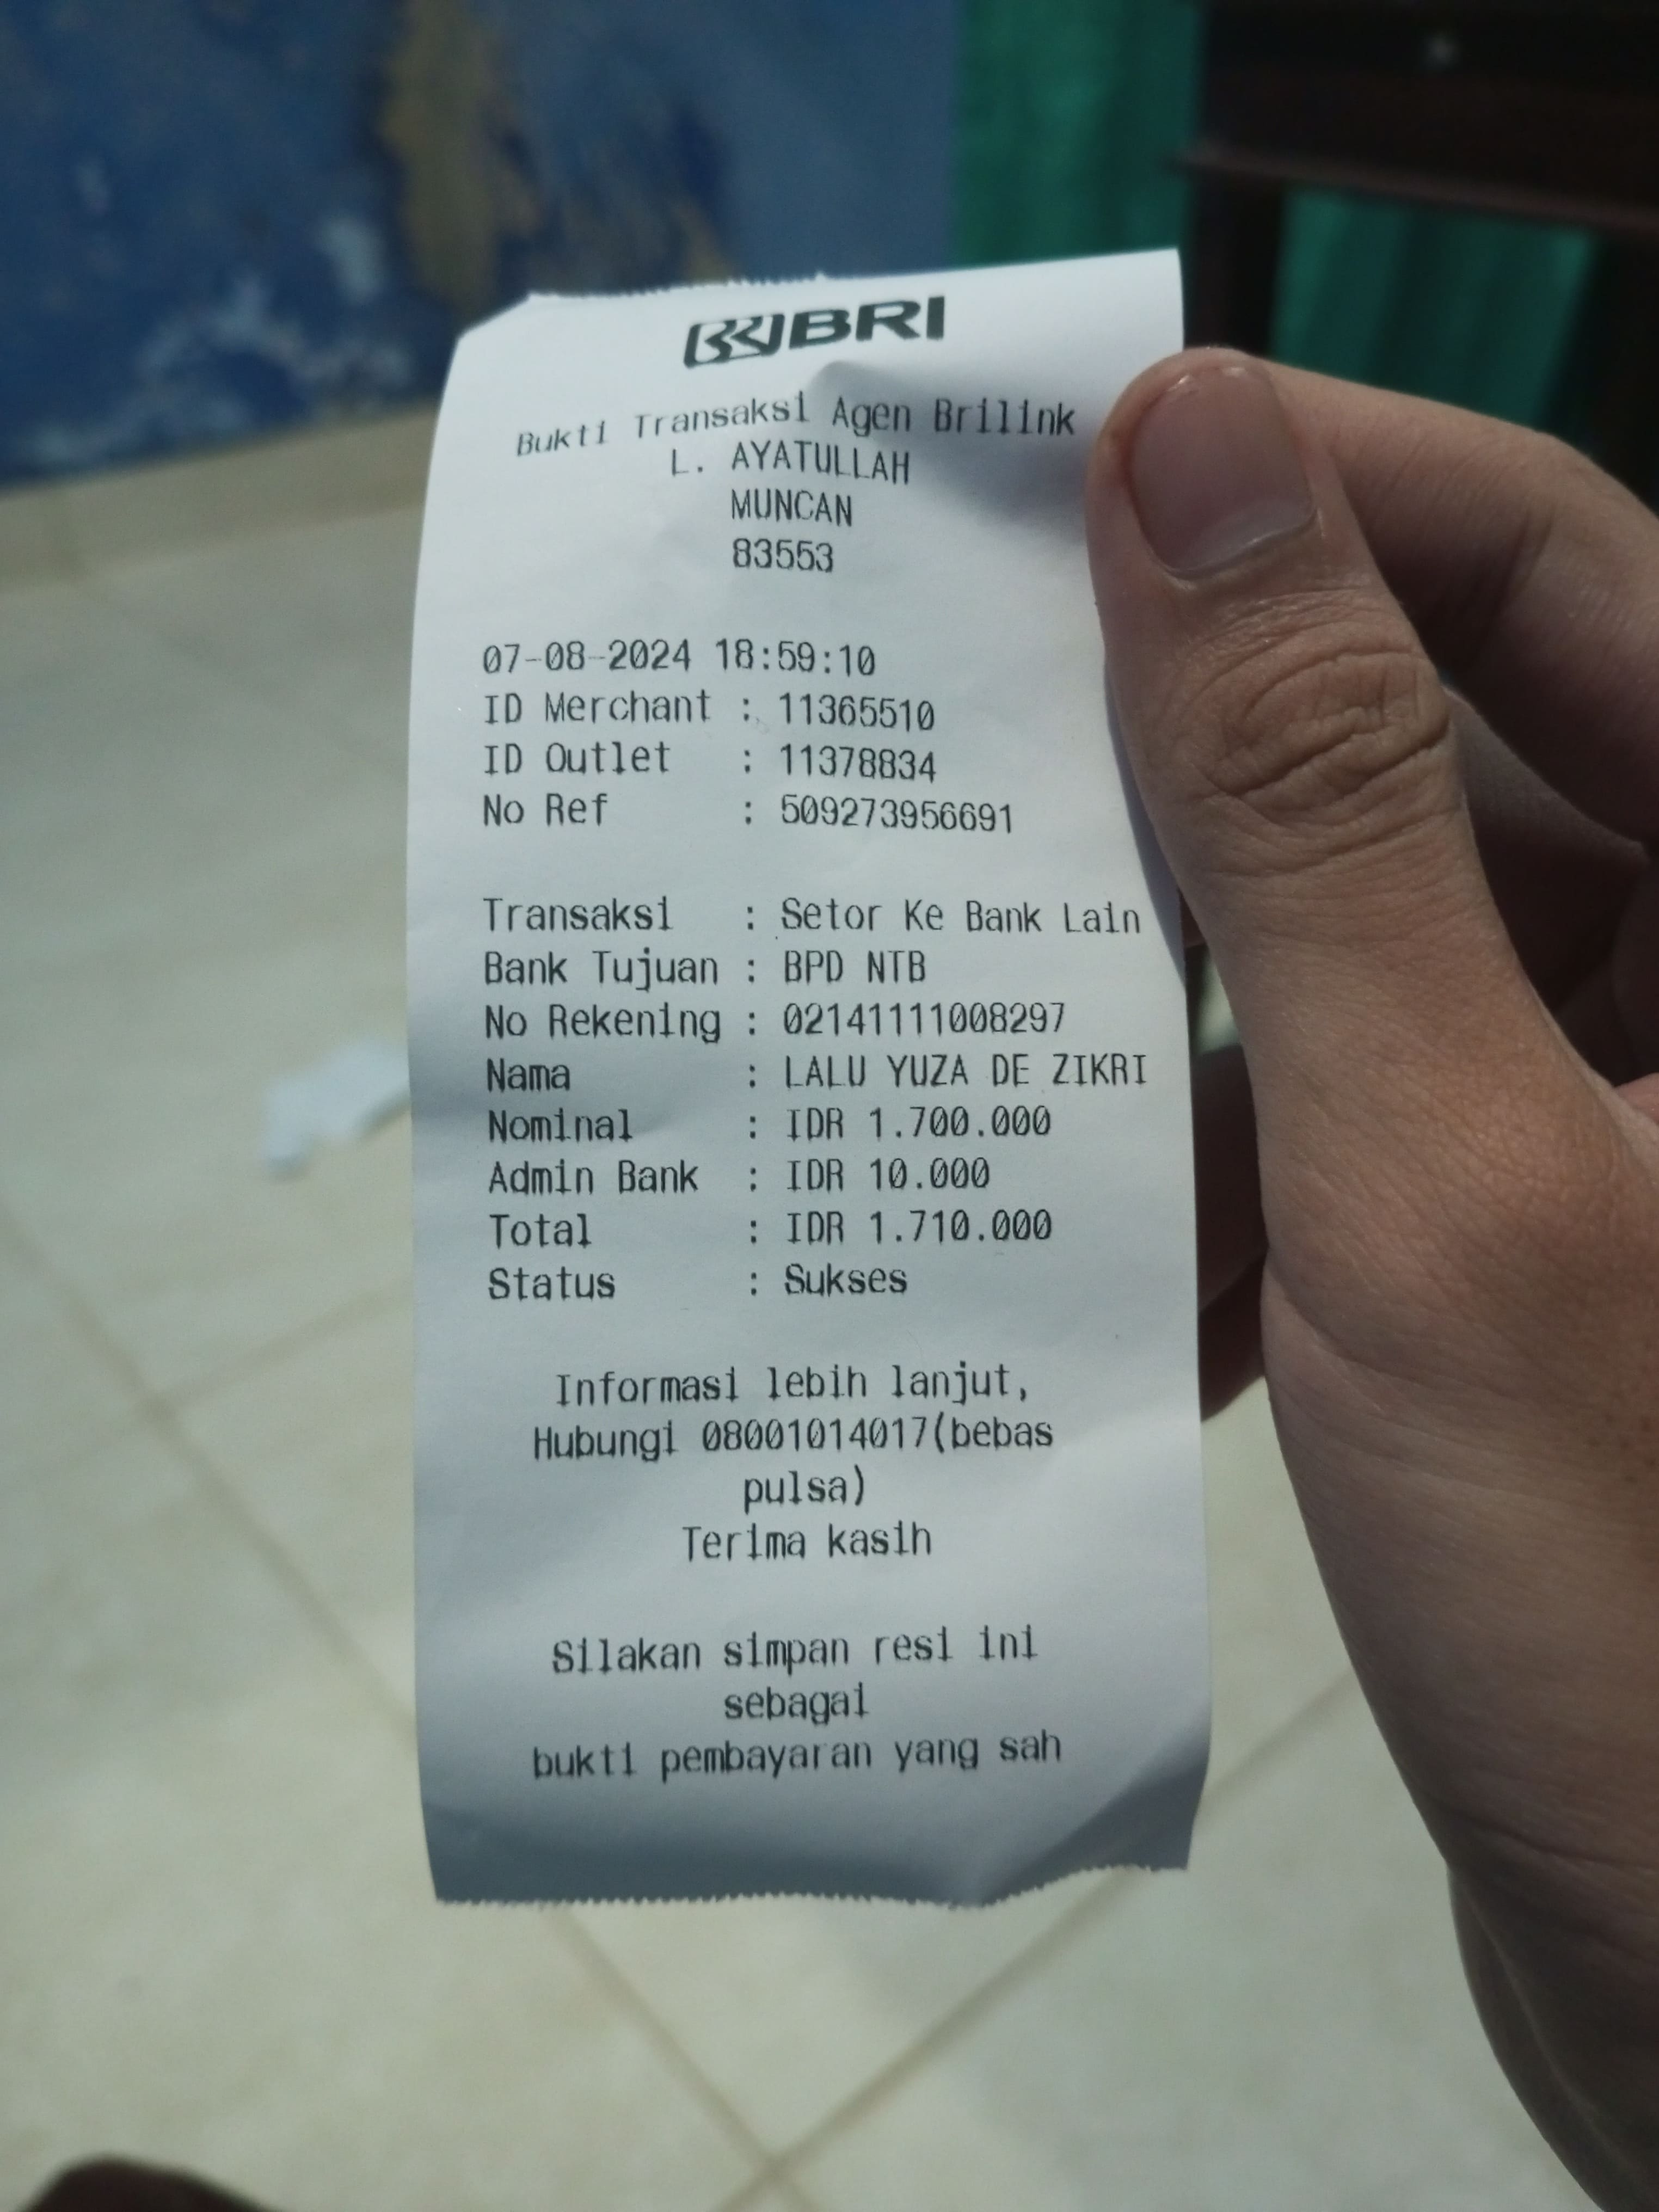 BRI
Bukti Transaksi Agen Brilink
L. AYATULLAH
MUNCAN
83553
07-08-2024 18:59:10
ID Merchant : 11365510
ID Outlet : 11378834
No Ref : 509273956691
Transaksi : Setor Ke Bank Lain
Bank Tujuan : BPD NTB
No Rekening : 02141111008297
Nama : LALU YUZA DE ZIKRI
Nominal : IDR 1.700.000
Admin Bank : IDR 10.000
Total : IDR 1.710.000
Status : Sukses
Informasi lebih lanjut,
Hubungi 08001014017(bebas
pulsa)
Terima kasih
Silakan simpan resi ini
sebagai
bukti pembayaran yang sah